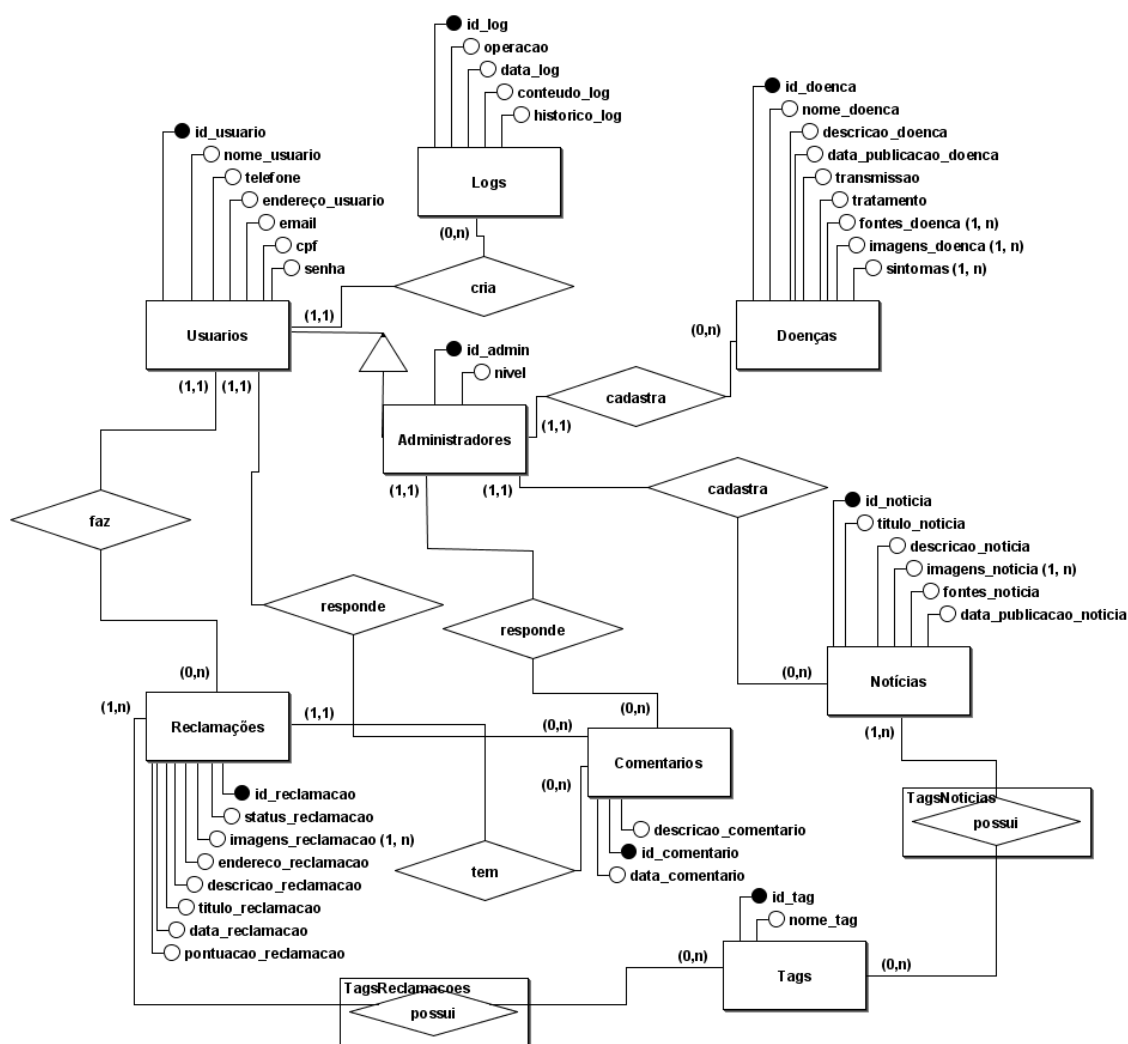 id_log
operacao
data_log
conteudo_log
historico_log
Logs
(0,n)
id_usuario
nome_usuario
telefone
endereço_usuario
email
cpf
senha
Usuarios
(1,1)
cria
id_doenca
nome_doenca
descricao_doenca
data_publicacao_doenca
transmissao
tratamento
fontes_doenca (1, n)
imagens_doenca (1, n)
sintomas (1, n)
Doenças
(0,n)
id_admin
nivel
Administradores
(1,1)
cadastra
(1,1) (1,1)
(1,1) (1,1)
cadastra
faz
id_noticia
titulo_noticia
descricao_noticia
imagens_noticia (1, n)
fontes_noticia
data_publicacao_noticia
Notícias
(0,n)
(1,n)
responde
responde
(0,n)
(1,n)
(1,1)
Reclamações
(0,n)
(0,n)
(0,n)
Comentarios
id_reclamacao
status_reclamacao
imagens_reclamacao (1, n)
endereco_reclamacao
descricao_reclamacao
titulo_reclamacao
data_reclamacao
pontuacao_reclamacao
tem
descricao_comentario
id_comentario
data_comentario
TagsNoticias
possui
id_tag
nome_tag
Tags
(0,n)
(0,n)
TagsReclamacoes
possui